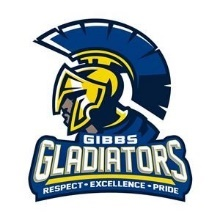 GIBBS
GLADIATORS
RESPECT • EXCELLENCE • PRIDE